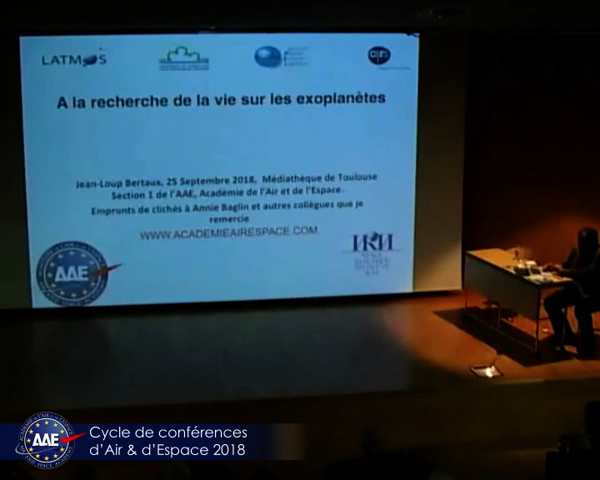 LATMOS
A la recherche de la vie sur les exoplanètes
Jean-Loup Bertaux, 25 Septembre 2018, Médiathèque de Toulouse
Section 1 de l'AAE, Académie de l'Air et de l'Espace.
Emprunts de clichés à Annie Baglin et autres collègues que je
remercie
WWW.ACADEMIEAIRESPACE.COM
ИКИ
AAE
AAE
Cycle de conférences
d'Air & d'Espace 2018